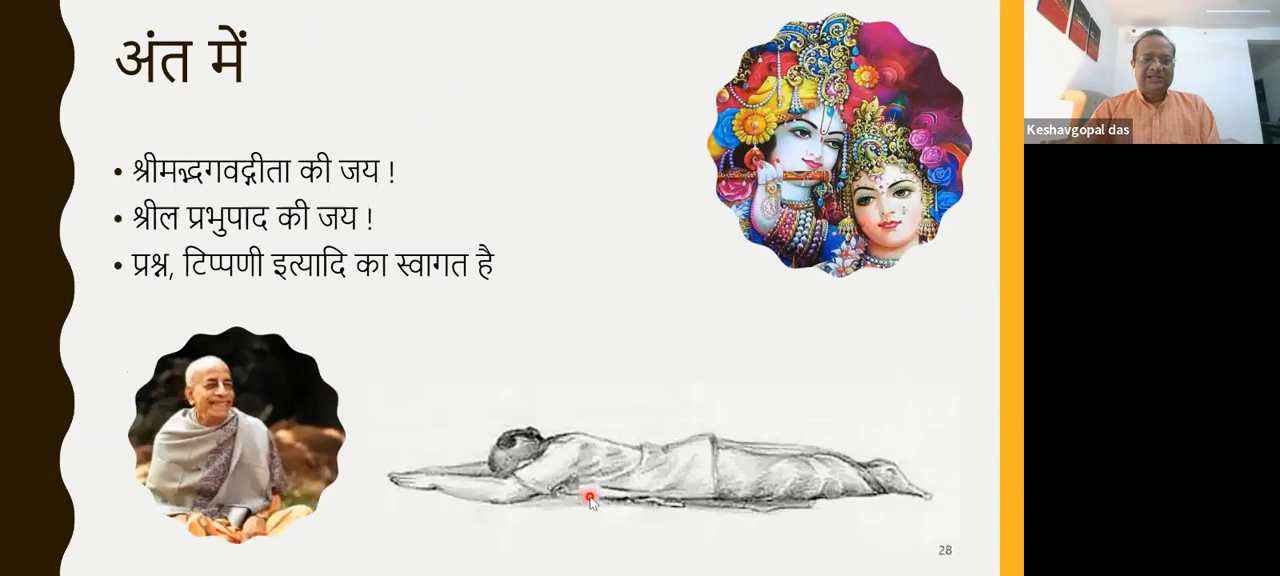 अंत में
• श्रीमद्भगवद्गीता की जय !
• श्रील प्रभुपाद की जय !
• प्रश्न, टिप्पणी इत्यादि का स्वागत है
28
Keshavgopal das